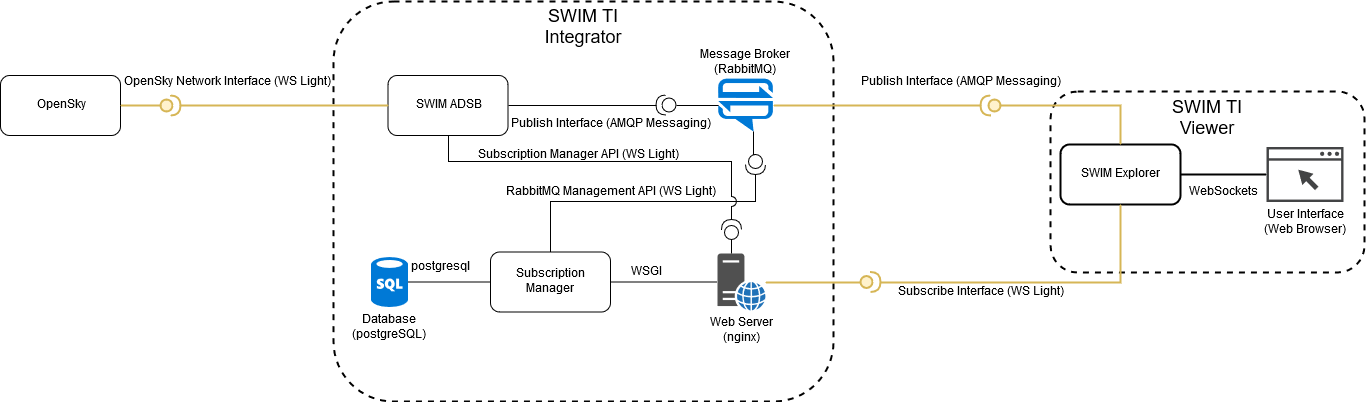 SWIM TI
Integrator
Message Broker
(RabbitMQ)
OpenSky Network Interface (WS Light)
Publish Interface (AMQP Messaging)
OpenSky
SWIM ADSB
SWIM TI
Viewer
Publish Interface (AMQP Messaging)
Subscription Manager API (WS Light)
SWIM Explorer
RabbitMQ Management API (WS Light)
WebSockets
User Interface
(Web Browser)
postgresql
Subscription
Manager
WSGI
SQL
Subscribe Interface (WS Light)
Database
(postgreSQL)
Web Server
(nginx)